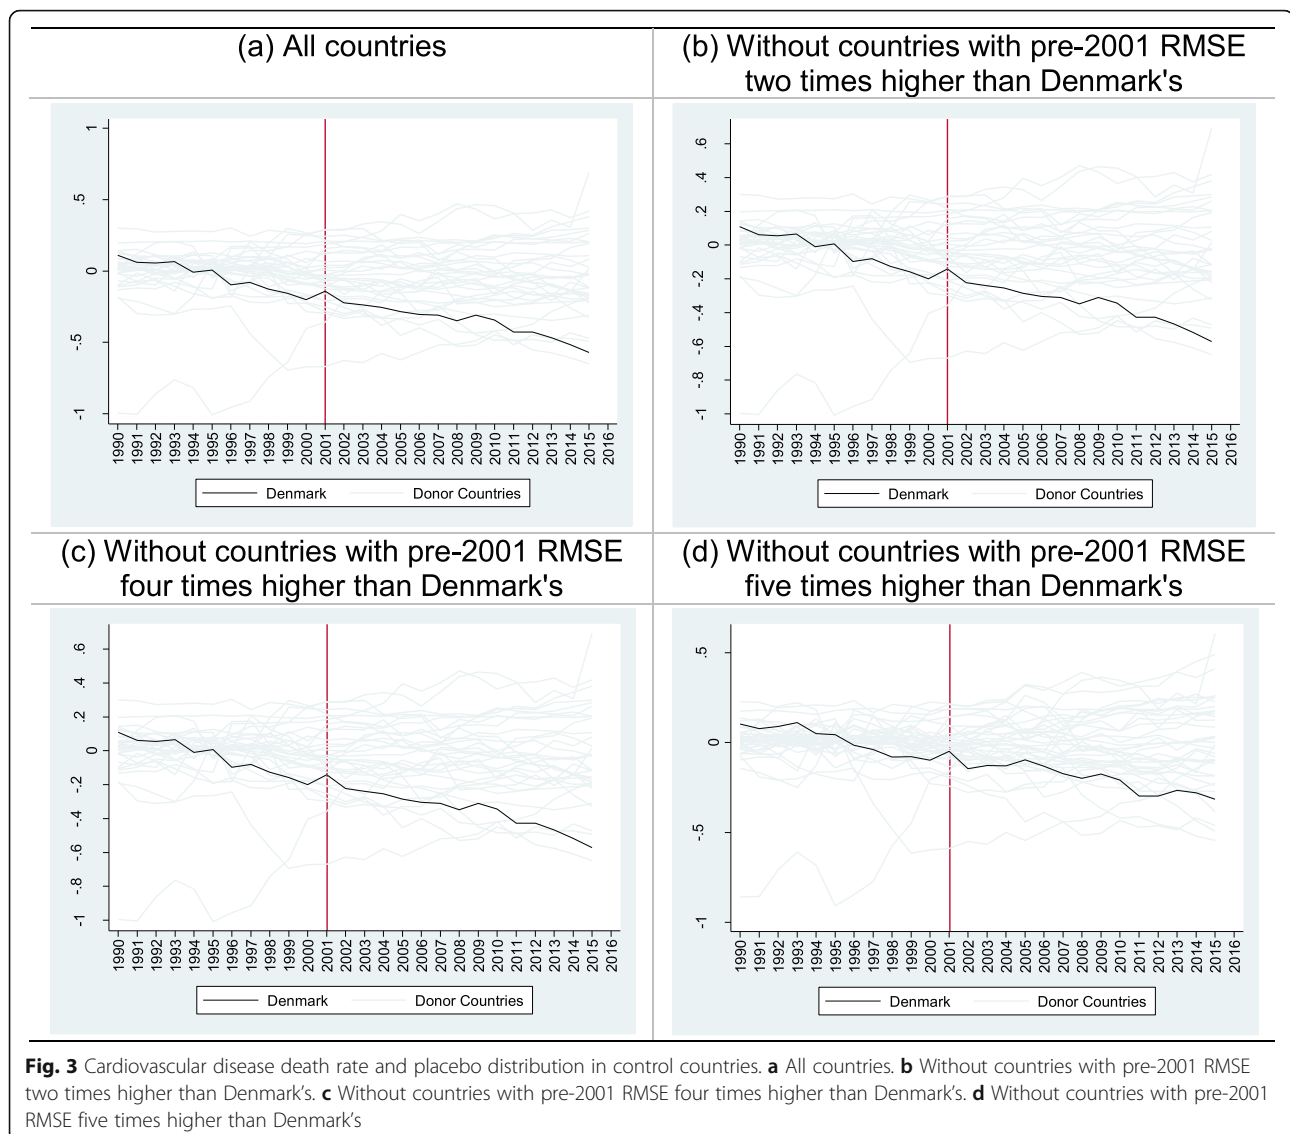 (a) All countries
(b) Without countries with pre-2001 RMSE
two times higher than Denmark's
1
.5
0
-.5
-1
1990 1991 1992 1993 1994 1995 1996 1997 1998 1999 2000 2001 2002 2003 2004 2005 2006 2007 2008 2009 2010 2011 2012 2013 2014 2015 2016
Denmark Donor Countries
.6
.4
.2
0
-.2
-.4
-.6
-.8
-1
1990 1991 1992 1993 1994 1995 1996 1997 1998 1999 2000 2001 2002 2003 2004 2005 2006 2007 2008 2009 2010 2011 2012 2013 2014 2015 2016
Denmark Donor Countries
(c) Without countries with pre-2001 RMSE
four times higher than Denmark's
(d) Without countries with pre-2001 RMSE
five times higher than Denmark's
.6
.4
.2
0
-.2
-.4
-.6
-.8
-1
1990 1991 1992 1993 1994 1995 1996 1997 1998 1999 2000 2001 2002 2003 2004 2005 2006 2007 2008 2009 2010 2011 2012 2013 2014 2015 2016
Denmark Donor Countries
.5
0
-.5
-1
1990 1991 1992 1993 1994 1995 1996 1997 1998 1999 2000 2001 2002 2003 2004 2005 2006 2007 2008 2009 2010 2011 2012 2013 2014 2015 2016
Denmark Donor Countries
Fig. 3 Cardiovascular disease death rate and placebo distribution in control countries. a All countries. b Without countries with pre-2001 RMSE
two times higher than Denmark's. c Without countries with pre-2001 RMSE four times higher than Denmark's. d Without countries with pre-2001
RMSE five times higher than Denmark's